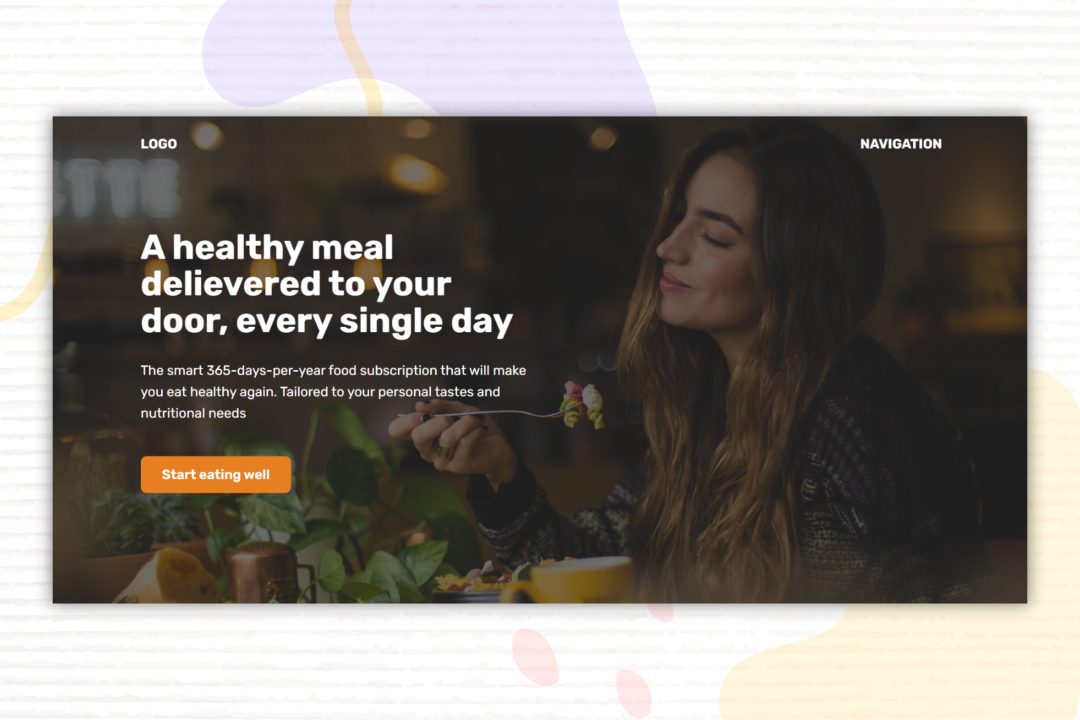 LOGO
NAVIGATION
A healthy meal
delievered to your
door, every single day
The smart 365-days-per-year food subscription that will make
you eat healthy again. Tailored to your personal tastes and
nutritional needs
Start eating well